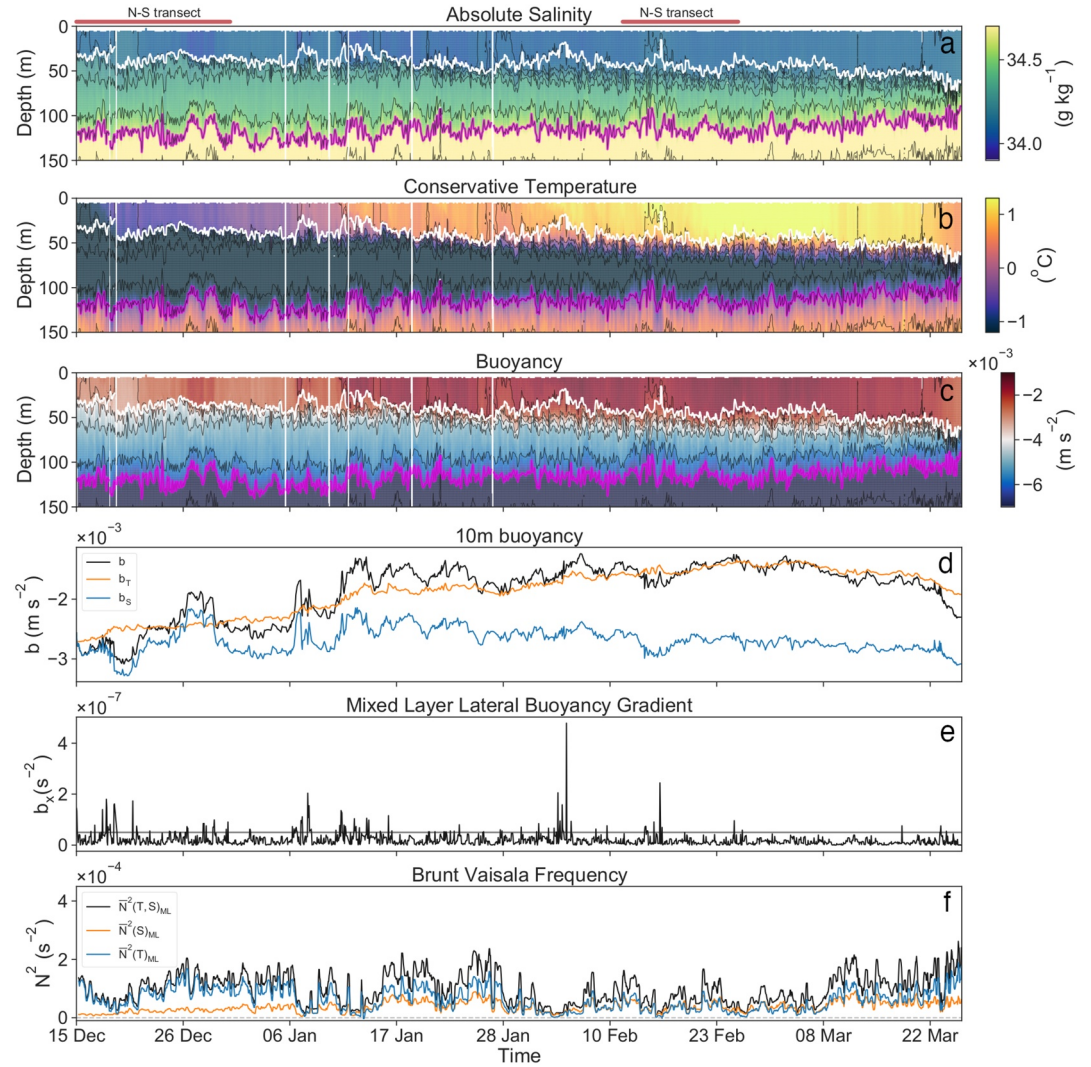 N-S transect
Absolute Salinity
N-S transect
a
0
50
100
150
Depth (m)
34.5
34.0
(g kg⁻¹)
Conservative Temperature
b
0
50
100
150
Depth (m)
1
0
−1
(°C)
Buoyancy
c
0
50
100
150
Depth (m)
×10⁻³
−2
−4
−6
(m s⁻²)
×10⁻³
10m buoyancy
d
b
b_T
b_S
−2
−3
b (m s⁻²)
×10⁻⁷
Mixed Layer Lateral Buoyancy Gradient
e
4
2
0
bₓ(s⁻²)
×10⁻⁴
Brunt Vaisala Frequency
f
N̅²(T, S)_ML
N̅²(S)_ML
N̅²(T)_ML
4
2
0
N² (s⁻²)
15 Dec 26 Dec 06 Jan 17 Jan 28 Jan 10 Feb 23 Feb 08 Mar 22 Mar
Time